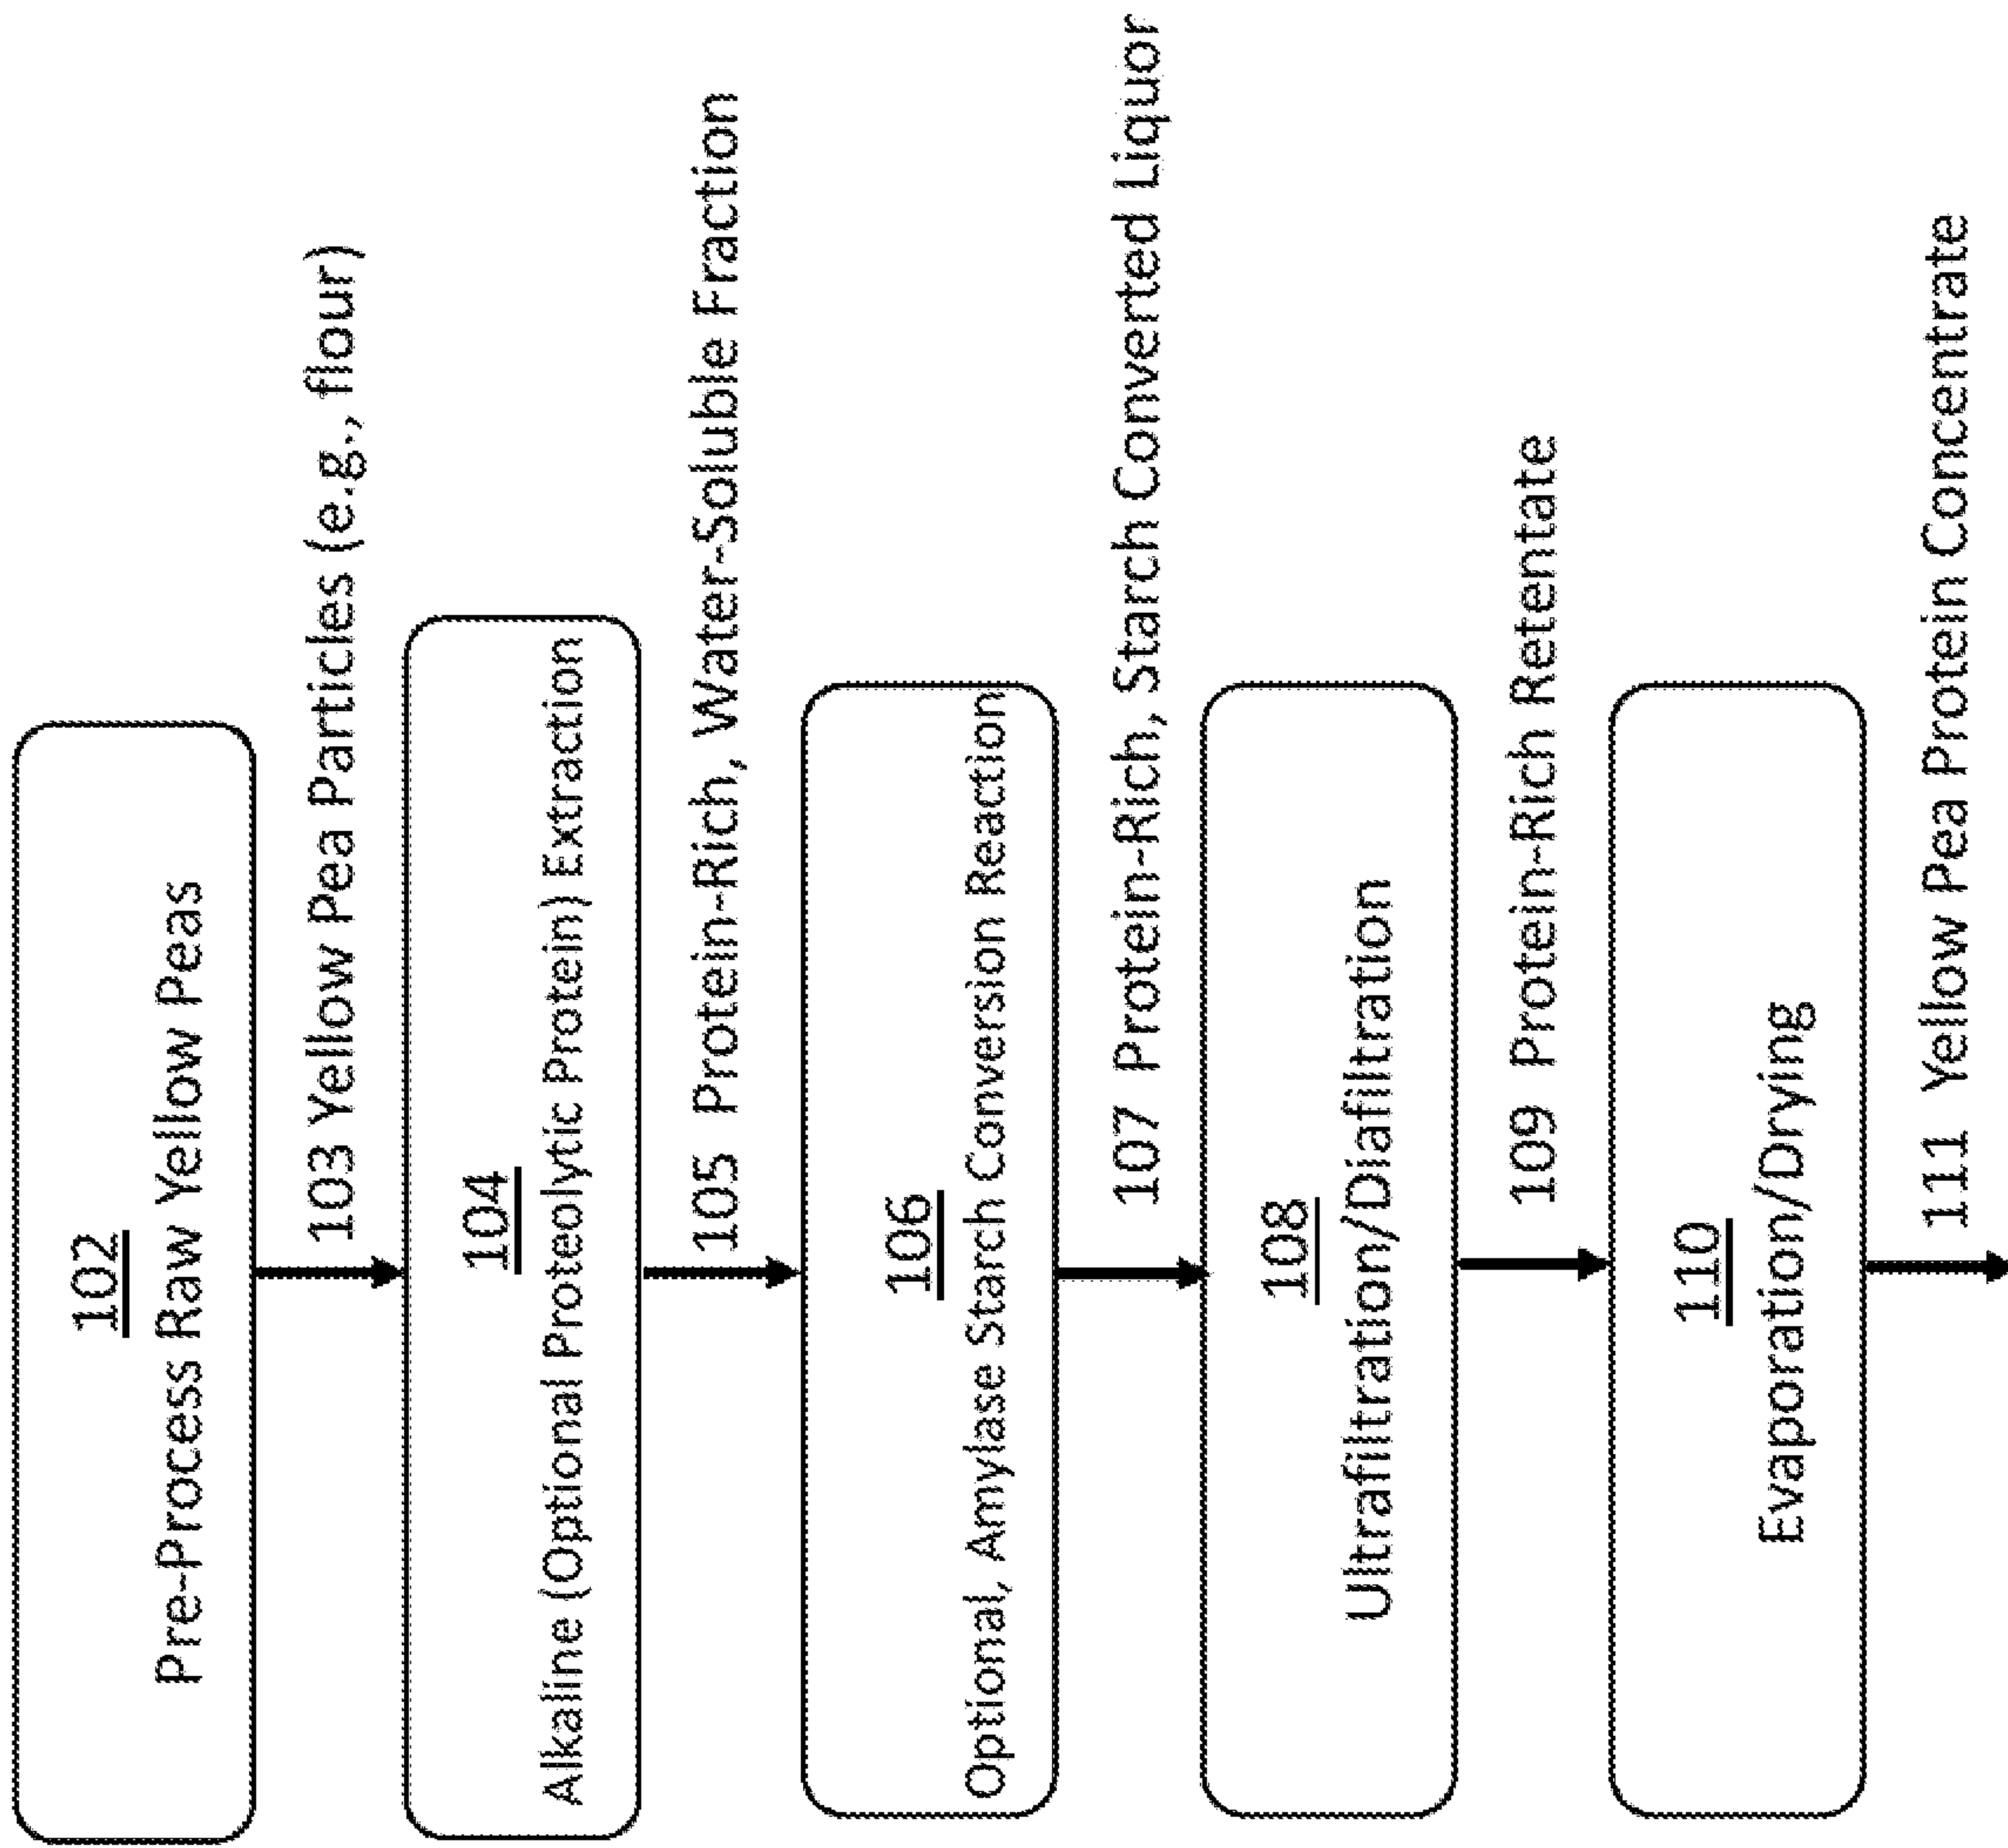 102
Pre-Process Raw Yellow Peas
103 Yellow Pea Particles (e.g., flour)
104
Alkaline (Optional Proteolytic Protein) Extraction
105 Protein-Rich, Water-Soluble Fraction
106
Optional, Amylase Starch Conversion Reaction
107 Protein-Rich, Starch Converted Liquor
108
Ultrafiltration/Diafiltration
109 Protein-Rich Retentate
110
Evaporation/Drying
111 Yellow Pea Protein Concentrate